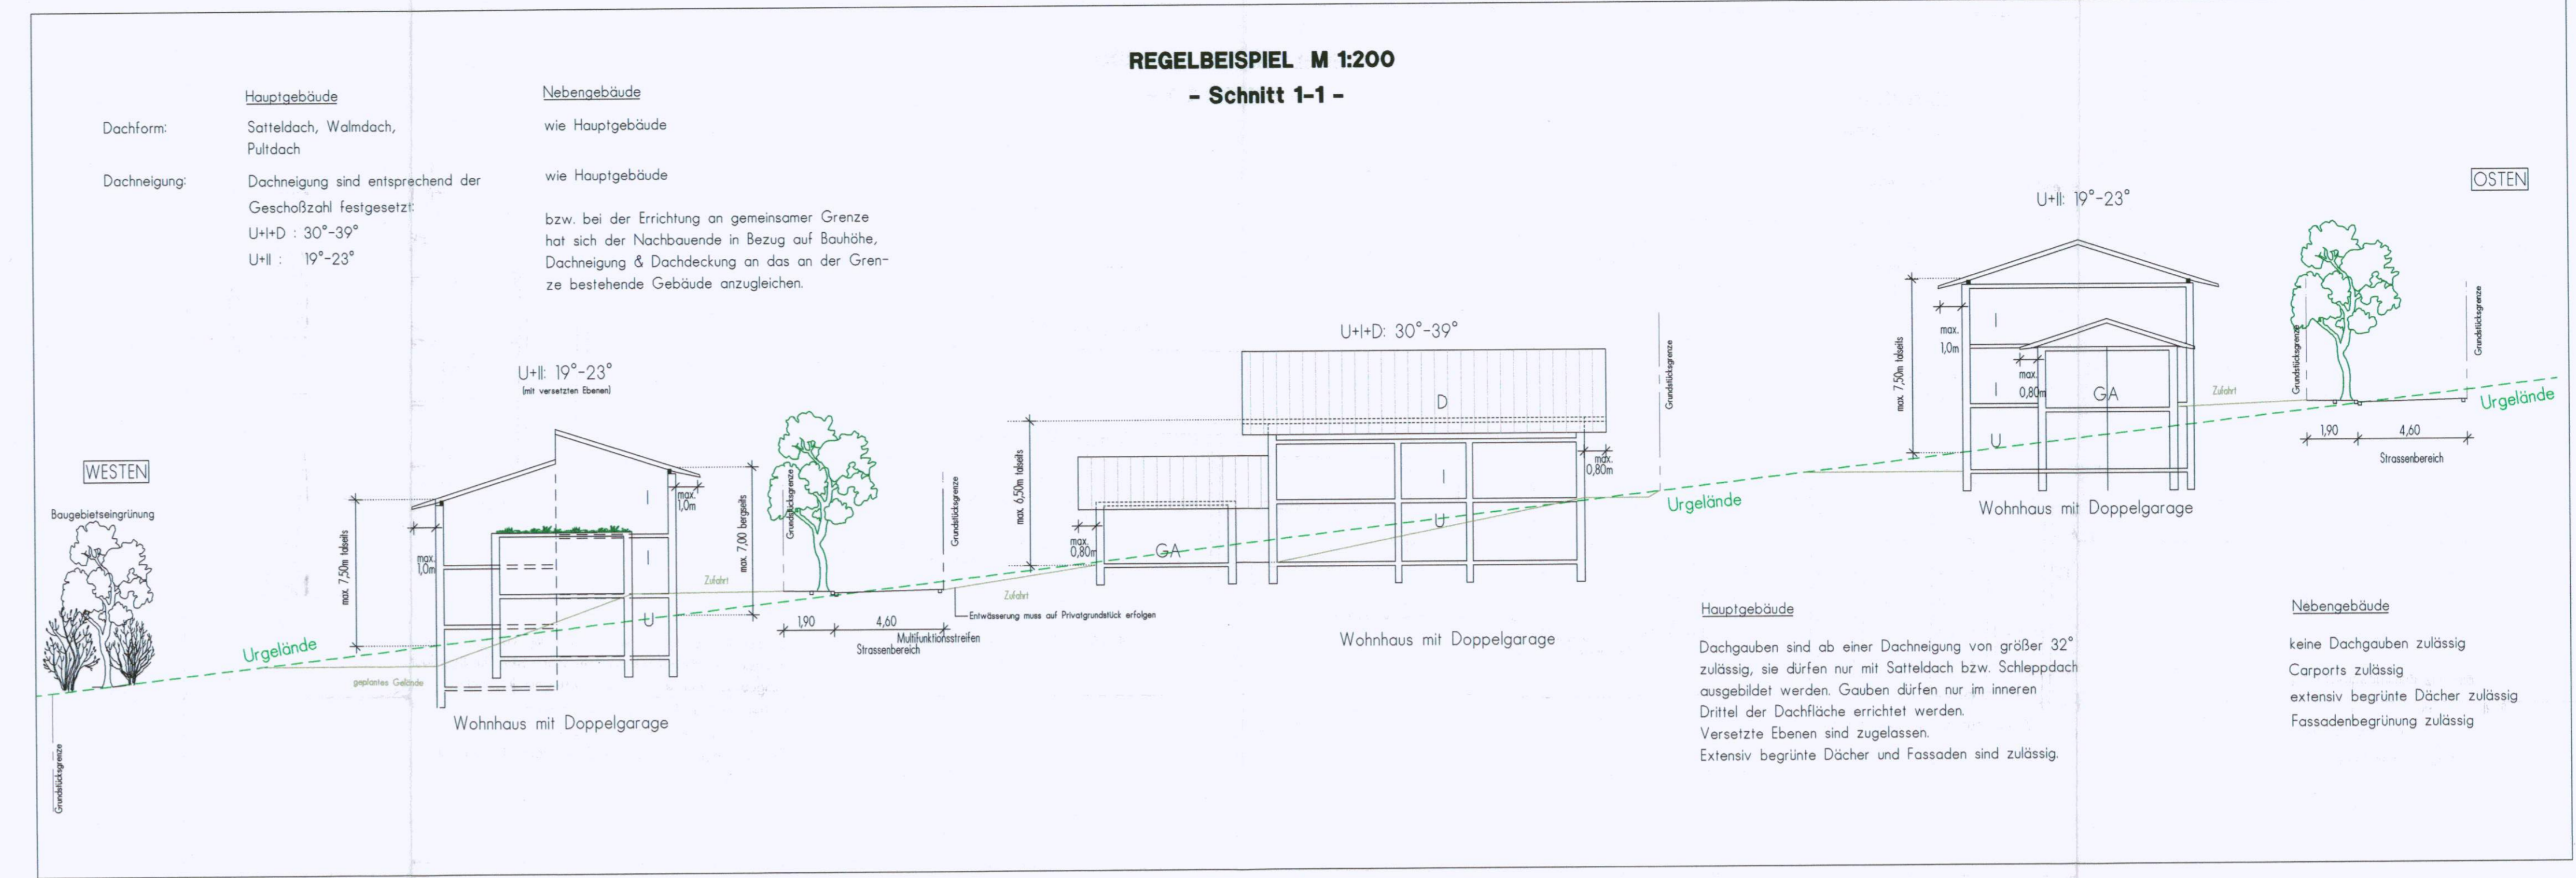 REGELBEISPIEL M 1:200
- Schnitt 1-1 -
Hauptgebäude
Nebengebäude
Dachform:
Satteldach, Walmdach,
Pultdach
wie Hauptgebäude
Dachneigung:
Dachneigung sind entsprechend der
Geschoßzahl festgesetzt:
U+I+D : 30°-39°
U+II : 19°-23°
wie Hauptgebäude
bzw. bei der Errichtung an gemeinsamer Grenze
hat sich der Nachbauende in Bezug auf Bauhöhe,
Dachneigung & Dachdeckung an das an der Gren-
ze bestehende Gebäude anzugleichen.
WESTEN
Baugebietseingrünung
Grundstücksgrenze
Urgelände
geplantes Gelände
U+II: 19°-23°
(mit versetzten Ebenen)
max. 7,50m talseits
max.
1,0m
I
I
U
max.
1,0m
max. 7,00 bergseits
Zufahrt
Wohnhaus mit Doppelgarage
Grundstücksgrenze
Grundstücksgrenze
1,90
4,60
Multifunktionsstreifen
Strassenbereich
Entwässerung muss auf Privatgrundstück erfolgen
Zufahrt
U+I+D: 30°-39°
max. 6,50m talseits
max.
0,80m
GA
D
I
U
max.
0,80m
Wohnhaus mit Doppelgarage
Grundstücksgrenze
Urgelände
U+II: 19°-23°
max. 7,50m talseits
max.
1,0m
I
I
U
max.
0,80m
GA
Zufahrt
Wohnhaus mit Doppelgarage
OSTEN
Grundstücksgrenze
Grundstücksgrenze
Urgelände
1,90
4,60
Strassenbereich
Hauptgebäude
Dachgauben sind ab einer Dachneigung von größer 32°
zulässig, sie dürfen nur mit Satteldach bzw. Schleppdach
ausgebildet werden. Gauben dürfen nur im inneren
Drittel der Dachfläche errichtet werden.
Versetzte Ebenen sind zugelassen.
Extensiv begrünte Dächer und Fassaden sind zulässig.
Nebengebäude
keine Dachgauben zulässig
Carports zulässig
extensiv begrünte Dächer zulässig
Fassadenbegrünung zulässig